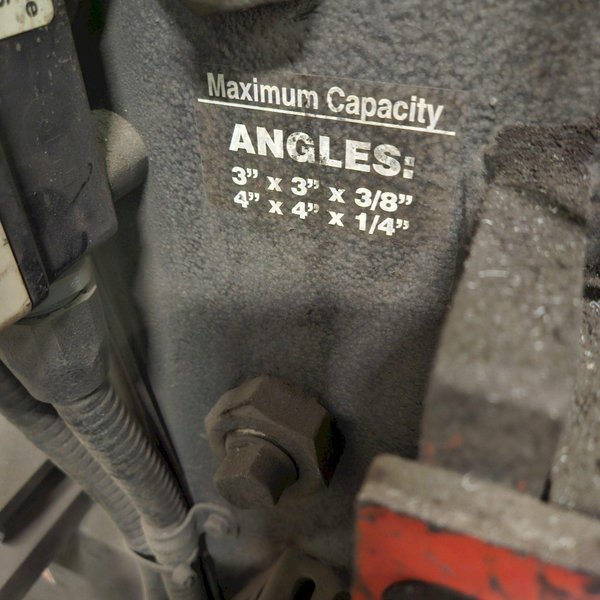 Maximum Capacity
ANGLES:
3” x 3” x 3/8”
4” x 4” x 1/4”